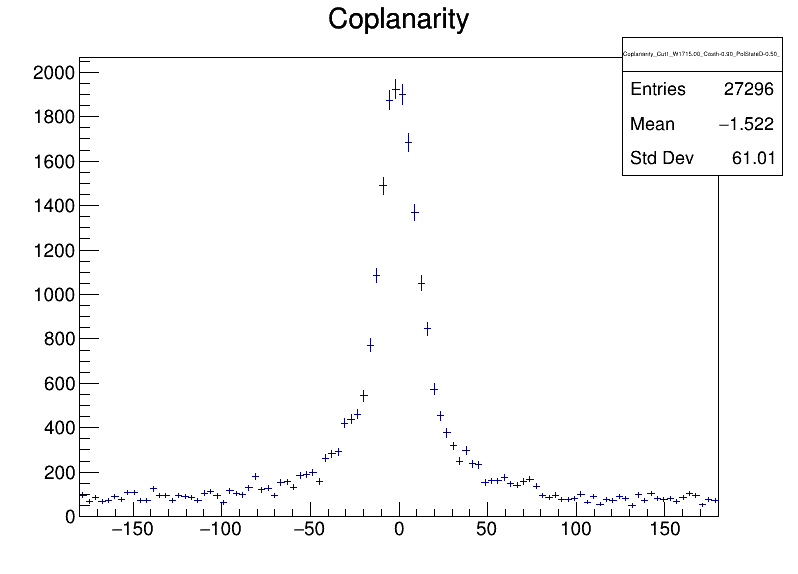 Coplanarity
Coplanarity_Cut1_W1715.00_Costh-0.90_PolStateD-0.50_
Entries 27296
Mean −1.522
Std Dev 61.01
2000
1800
1600
1400
1200
1000
800
600
400
200
0
−150 −100 −50 0 50 100 150